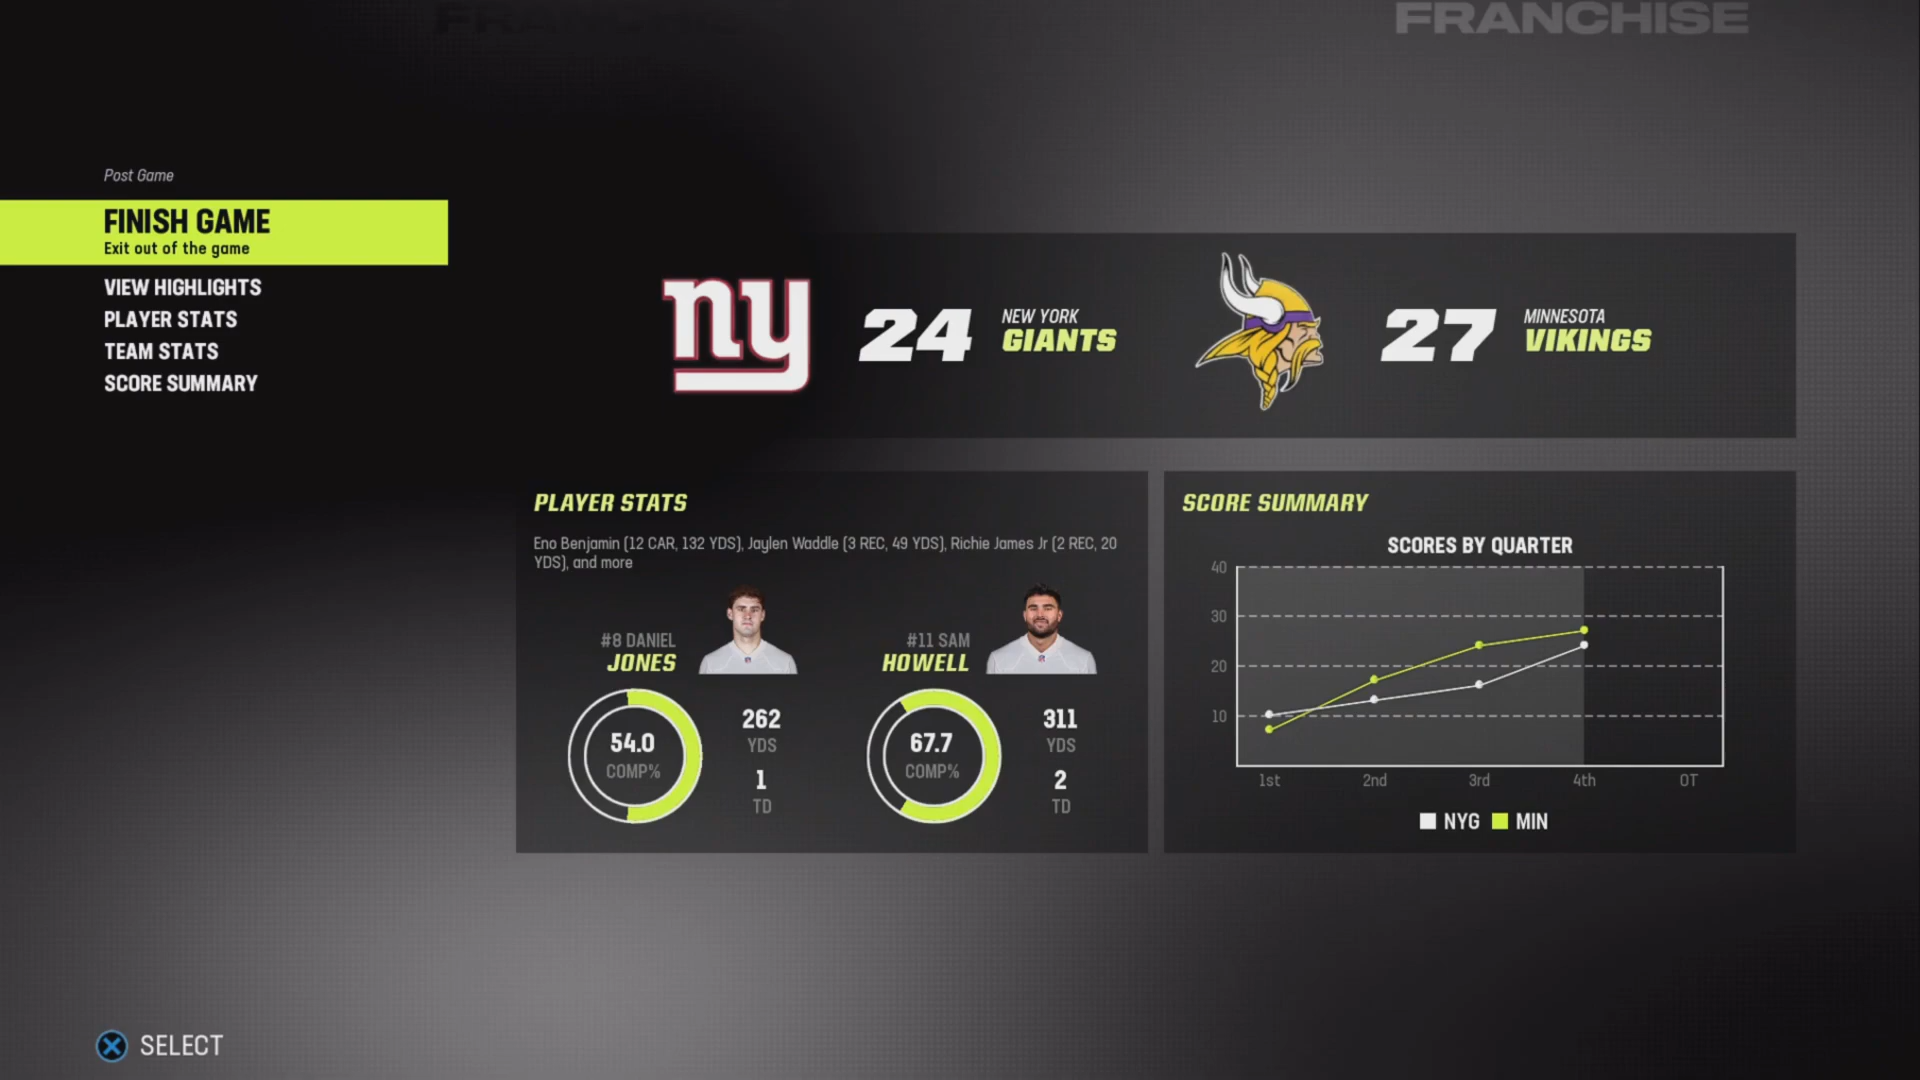 FRANCHISE
FRANCHISE
Post Game
FINISH GAME
Exit out of the game
VIEW HIGHLIGHTS
PLAYER STATS
TEAM STATS
SCORE SUMMARY
ny
24
NEW YORK
GIANTS
27
MINNESOTA
VIKINGS
PLAYER STATS
Eno Benjamin (12 CAR, 132 YDS), Jaylen Waddle (3 REC, 49 YDS), Richie James Jr (2 REC, 20
YDS), and more
#8 DANIEL
JONES
54.0
COMP%
262
YDS
1
TD
#11 SAM
HOWELL
67.7
COMP%
311
YDS
2
TD
SCORE SUMMARY
SCORES BY QUARTER
40
30
20
10
1st 2nd 3rd 4th OT
NYG MIN
SELECT